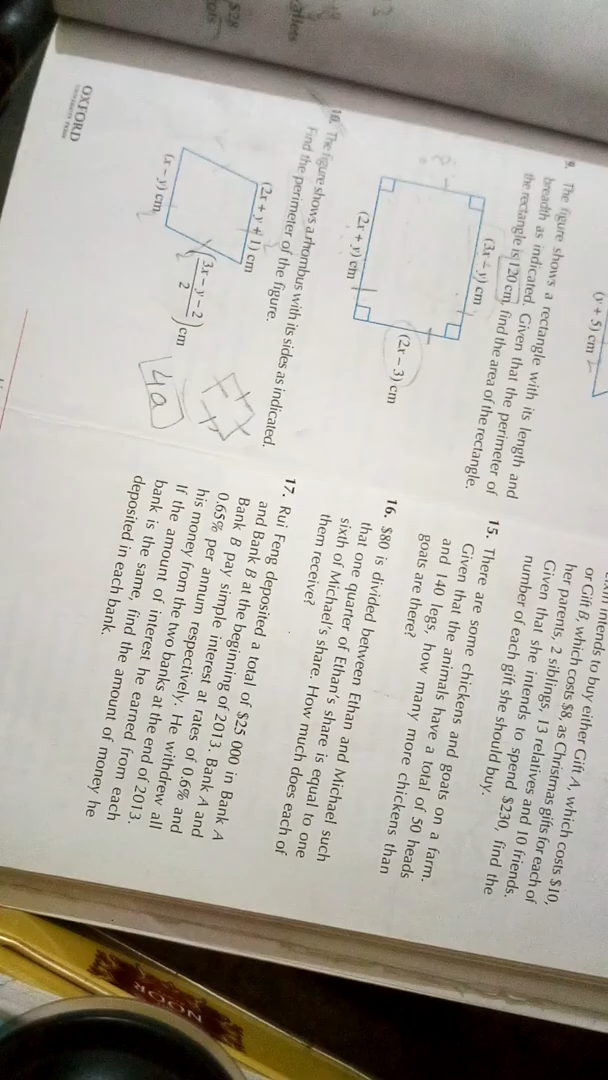 (y + 5) cm
9. The figure shows a rectangle with its length and
breadth as indicated. Given that the perimeter of
the rectangle is 120 cm, find the area of the rectangle.
(3x − y) cm
(2x − 3) cm
(2x + y) cm
10. The figure shows a rhombus with its sides as indicated.
Find the perimeter of the figure.
(2x + y + 1) cm
(3x − y − 2 / 2) cm
(x − y) cm
4a
OXFORD
UNIVERSITY PRESS
intends to buy either Gift A, which costs $10,
or Gift B, which costs $8, as Christmas gifts for each of
her parents, 2 siblings, 13 relatives and 10 friends.
Given that she intends to spend $230, find the
number of each gift she should buy.
15. There are some chickens and goats on a farm.
Given that the animals have a total of 50 heads
and 140 legs, how many more chickens than
goats are there?
16. $80 is divided between Ethan and Michael such
that one quarter of Ethan's share is equal to one
sixth of Michael's share. How much does each of
them receive?
17. Rui Feng deposited a total of $25 000 in Bank A
and Bank B at the beginning of 2013. Bank A and
Bank B pay simple interest at rates of 0.6% and
0.65% per annum respectively. He withdrew all
his money from the two banks at the end of 2013.
If the amount of interest he earned from each
bank is the same, find the amount of money he
deposited in each bank.
NOOR